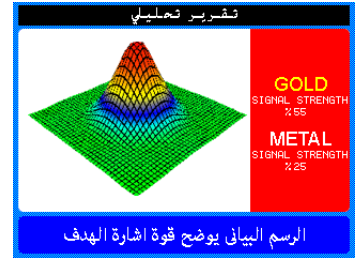 تقرير تحليلي
GOLD
SIGNAL STRENGTH
%55
METAL
SIGNAL STRENGTH
%25
الرسم البيانى يوضح قوة اشارة الهدف